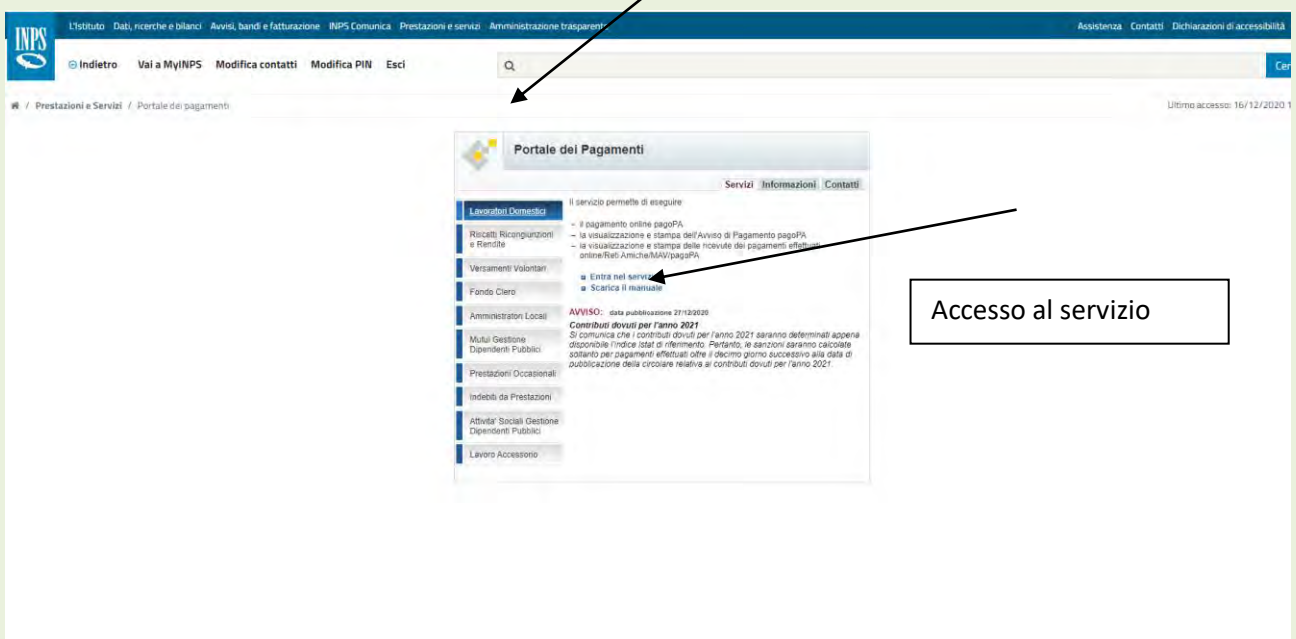 L'Istituto Dati, ricerche e bilanci Avvisi, bandi e fatturazione INPS Comunica Prestazioni e servizi Amministrazione trasparente
Assistenza Contatti Dichiarazioni di accessibilità
INPS
Indietro Vai a MyINPS Modifica contatti Modifica PIN Esci
Cer
/ Prestazioni e Servizi / Portale dei pagamenti
Ultimo accesso: 16/12/2020 1
Portale dei Pagamenti
Servizi Informazioni Contatti
Lavoratori Domestici
Riscatti Ricongiunzioni
e Rendite
Versamenti Volontari
Fondo Clero
Amministratori Locali
Mutui Gestione
Dipendenti Pubblici
Prestazioni Occasionali
Indebiti da Prestazioni
Attivita' Sociali Gestione
Dipendenti Pubblici
Lavoro Accessorio
Il servizio permette di eseguire
– il pagamento online pagoPA
– la visualizzazione e stampa dell'Avviso di Pagamento pagoPA
– la visualizzazione e stampa delle ricevute dei pagamenti effettuati
online/Reti Amiche/MAV/pagoPA
Entra nel servizio
Scarica il manuale
AVVISO: data pubblicazione 27/12/2020
Contributi dovuti per l'anno 2021
Si comunica che i contributi dovuti per l'anno 2021 saranno determinati appena
disponibile l'indice istat di riferimento. Pertanto, le sanzioni saranno calcolate
soltanto per pagamenti effettuati oltre il decimo giorno successivo alla data di
pubblicazione della circolare relativa ai contributi dovuti per l'anno 2021.
Accesso al servizio